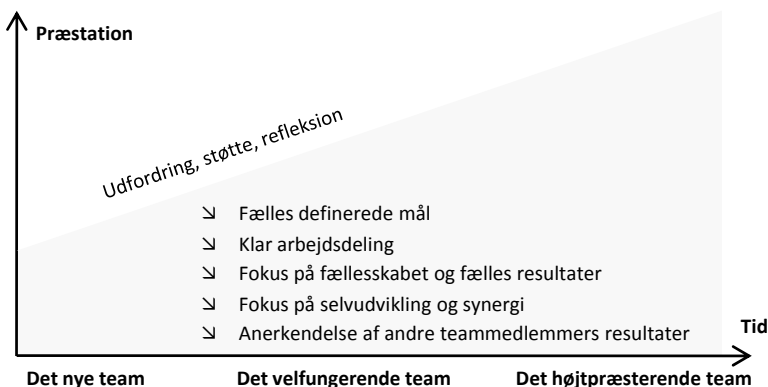 Præstation
Udfordring, støtte, refleksion
↘ Fælles definerede mål
↘ Klar arbejdsdeling
↘ Fokus på fællesskabet og fælles resultater
↘ Fokus på selvudvikling og synergi
↘ Anerkendelse af andre teammedlemmers resultater
Tid
Det nye team Det velfungerende team Det højtpræsterende team